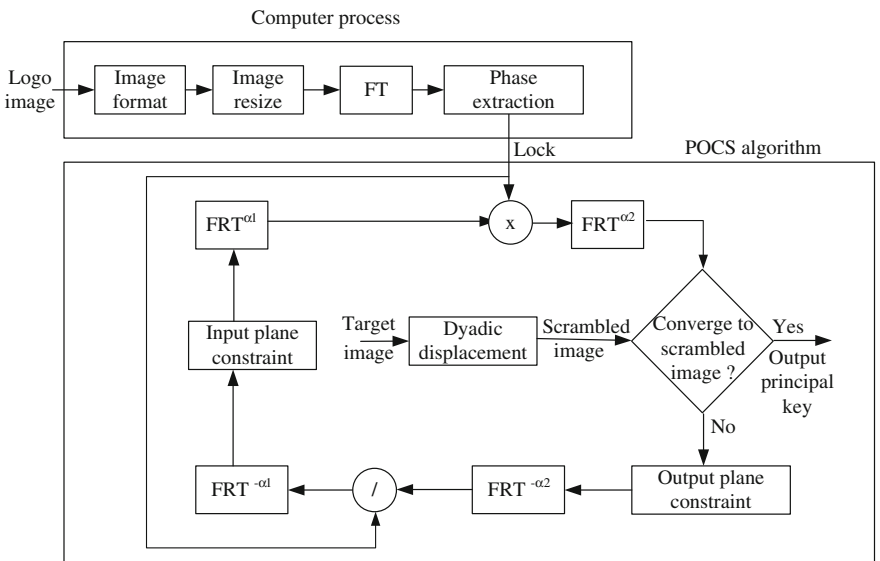 Computer process
Logo
image
Image
format
Image
resize
FT
Phase
extraction
Lock
POCS algorithm
FRT^α1
x
FRT^α2
Input plane
constraint
Target
image
Dyadic
displacement
Scrambled
image
Converge to
scrambled
image ?
Yes
Output
principal
key
No
FRT ^-α1
/
FRT ^-α2
Output plane
constraint